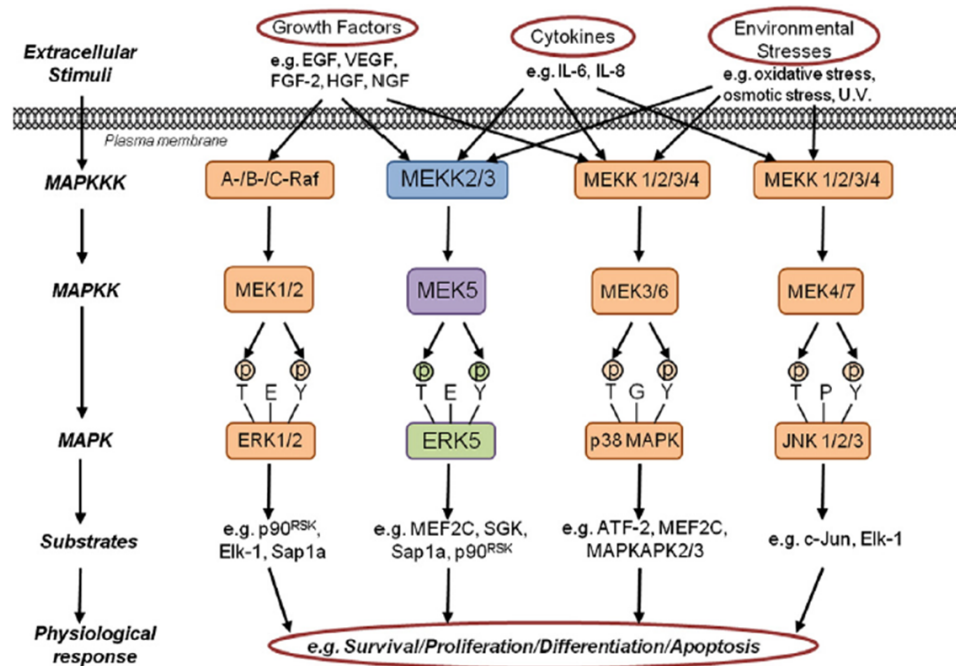 Extracellular
Stimuli
Growth Factors
e.g. EGF, VEGF,
FGF-2, HGF, NGF
Cytokines
e.g. IL-6, IL-8
Environmental
Stresses
e.g. oxidative stress,
osmotic stress, U.V.
Plasma membrane
MAPKKK
A-/B-/C-Raf
MEKK2/3
MEKK 1/2/3/4
MEKK 1/2/3/4
MAPKK
MEK1/2
MEK5
MEK3/6
MEK4/7
p p p p p p p p
T E Y T E Y T G Y T P Y
MAPK
ERK1/2
ERK5
p38 MAPK
JNK 1/2/3
Substrates
e.g. p90RSK,
Elk-1, Sap1a
e.g. MEF2C, SGK,
Sap1a, p90RSK
e.g. ATF-2, MEF2C,
MAPKAPK2/3
e.g. c-Jun, Elk-1
Physiological
response
e.g. Survival/Proliferation/Differentiation/Apoptosis